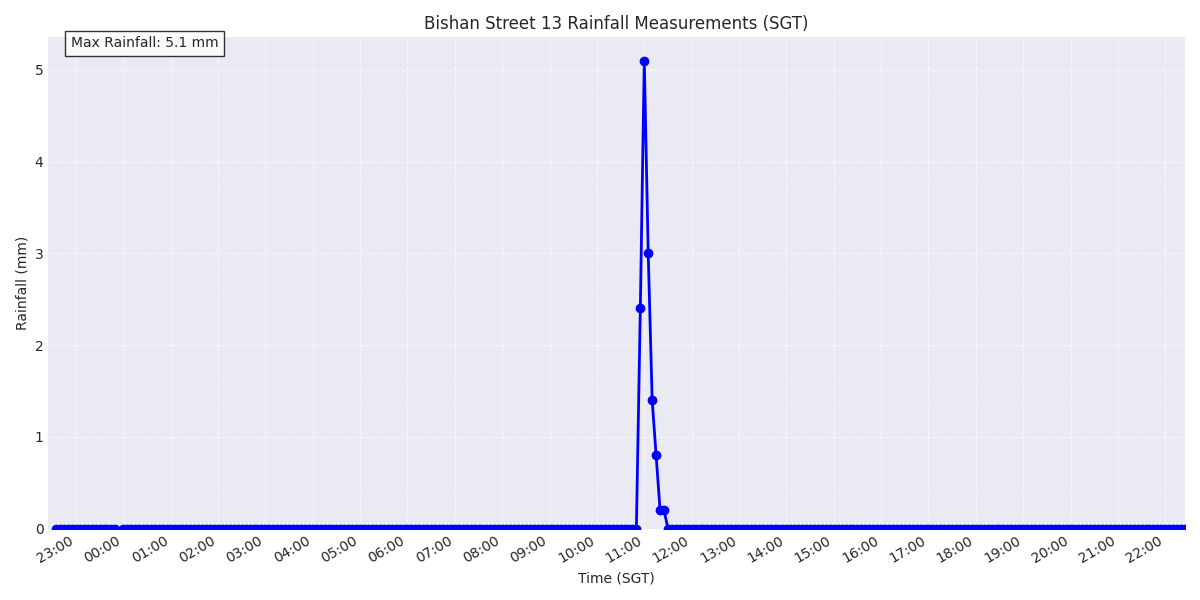 Bishan Street 13 Rainfall Measurements (SGT)
Max Rainfall: 5.1 mm
5
4
3
2
1
0
Rainfall (mm)
23:00 00:00 01:00 02:00 03:00 04:00 05:00 06:00 07:00 08:00 09:00 10:00 11:00 12:00 13:00 14:00 15:00 16:00 17:00 18:00 19:00 20:00 21:00 22:00
Time (SGT)